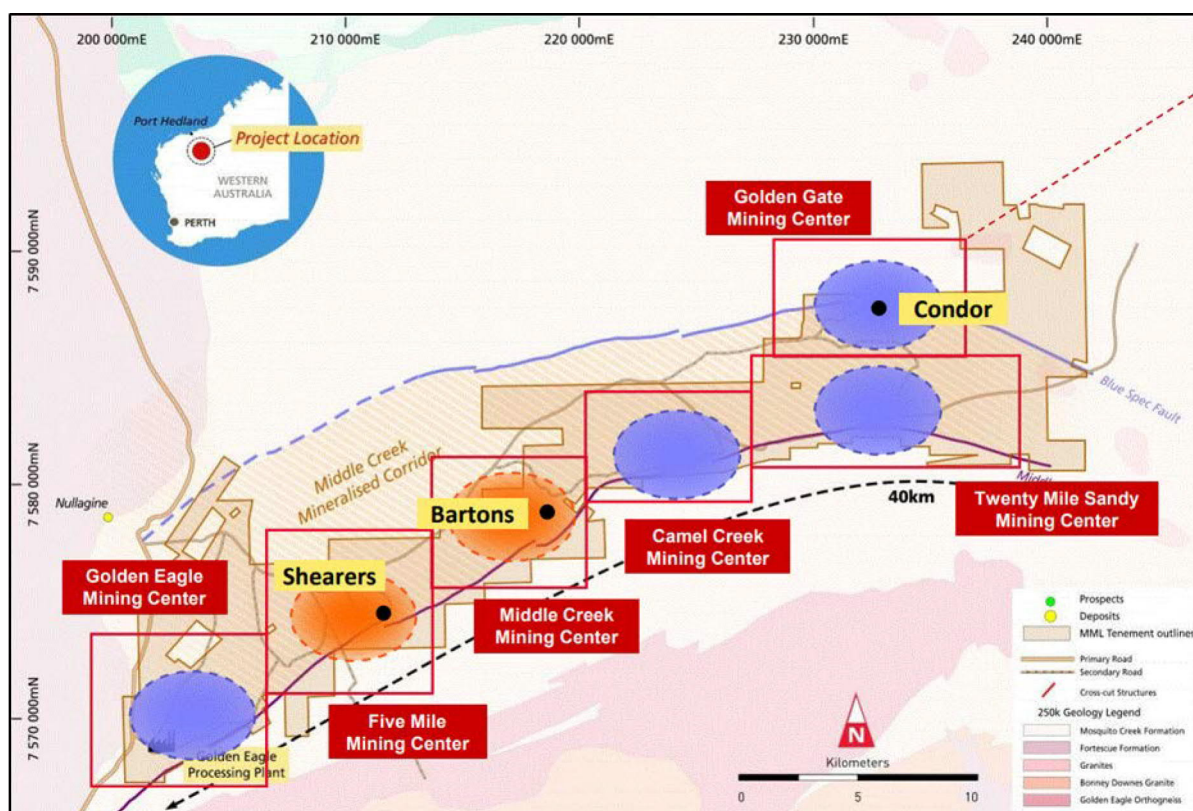 200 000mE
210 000mE
220 000mE
230 000mE
240 000mE
Port Hedland
Project Location
WESTERN
AUSTRALIA
PERTH
7 590 000mN
7 580 000mN
7 570 000mN
Golden Gate
Mining Center
Condor
Blue Spec Fault
Middle Creek
Mineralised Corridor
Nullagine
Bartons
40km
Twenty Mile Sandy
Mining Center
Camel Creek
Mining Center
Golden Eagle
Mining Center
Shearers
Middle Creek
Mining Center
Five Mile
Mining Center
Golden Eagle
Processing Plant
N
Kilometers
0
5
10
Prospects
Deposits
MML Tenement outlines
Primary Road
Secondary Road
Cross-cut Structures
250k Geology Legend
Mosquito Creek Formation
Fortescue Formation
Granites
Bonney Downes Granite
Golden Eagle Orthogneiss